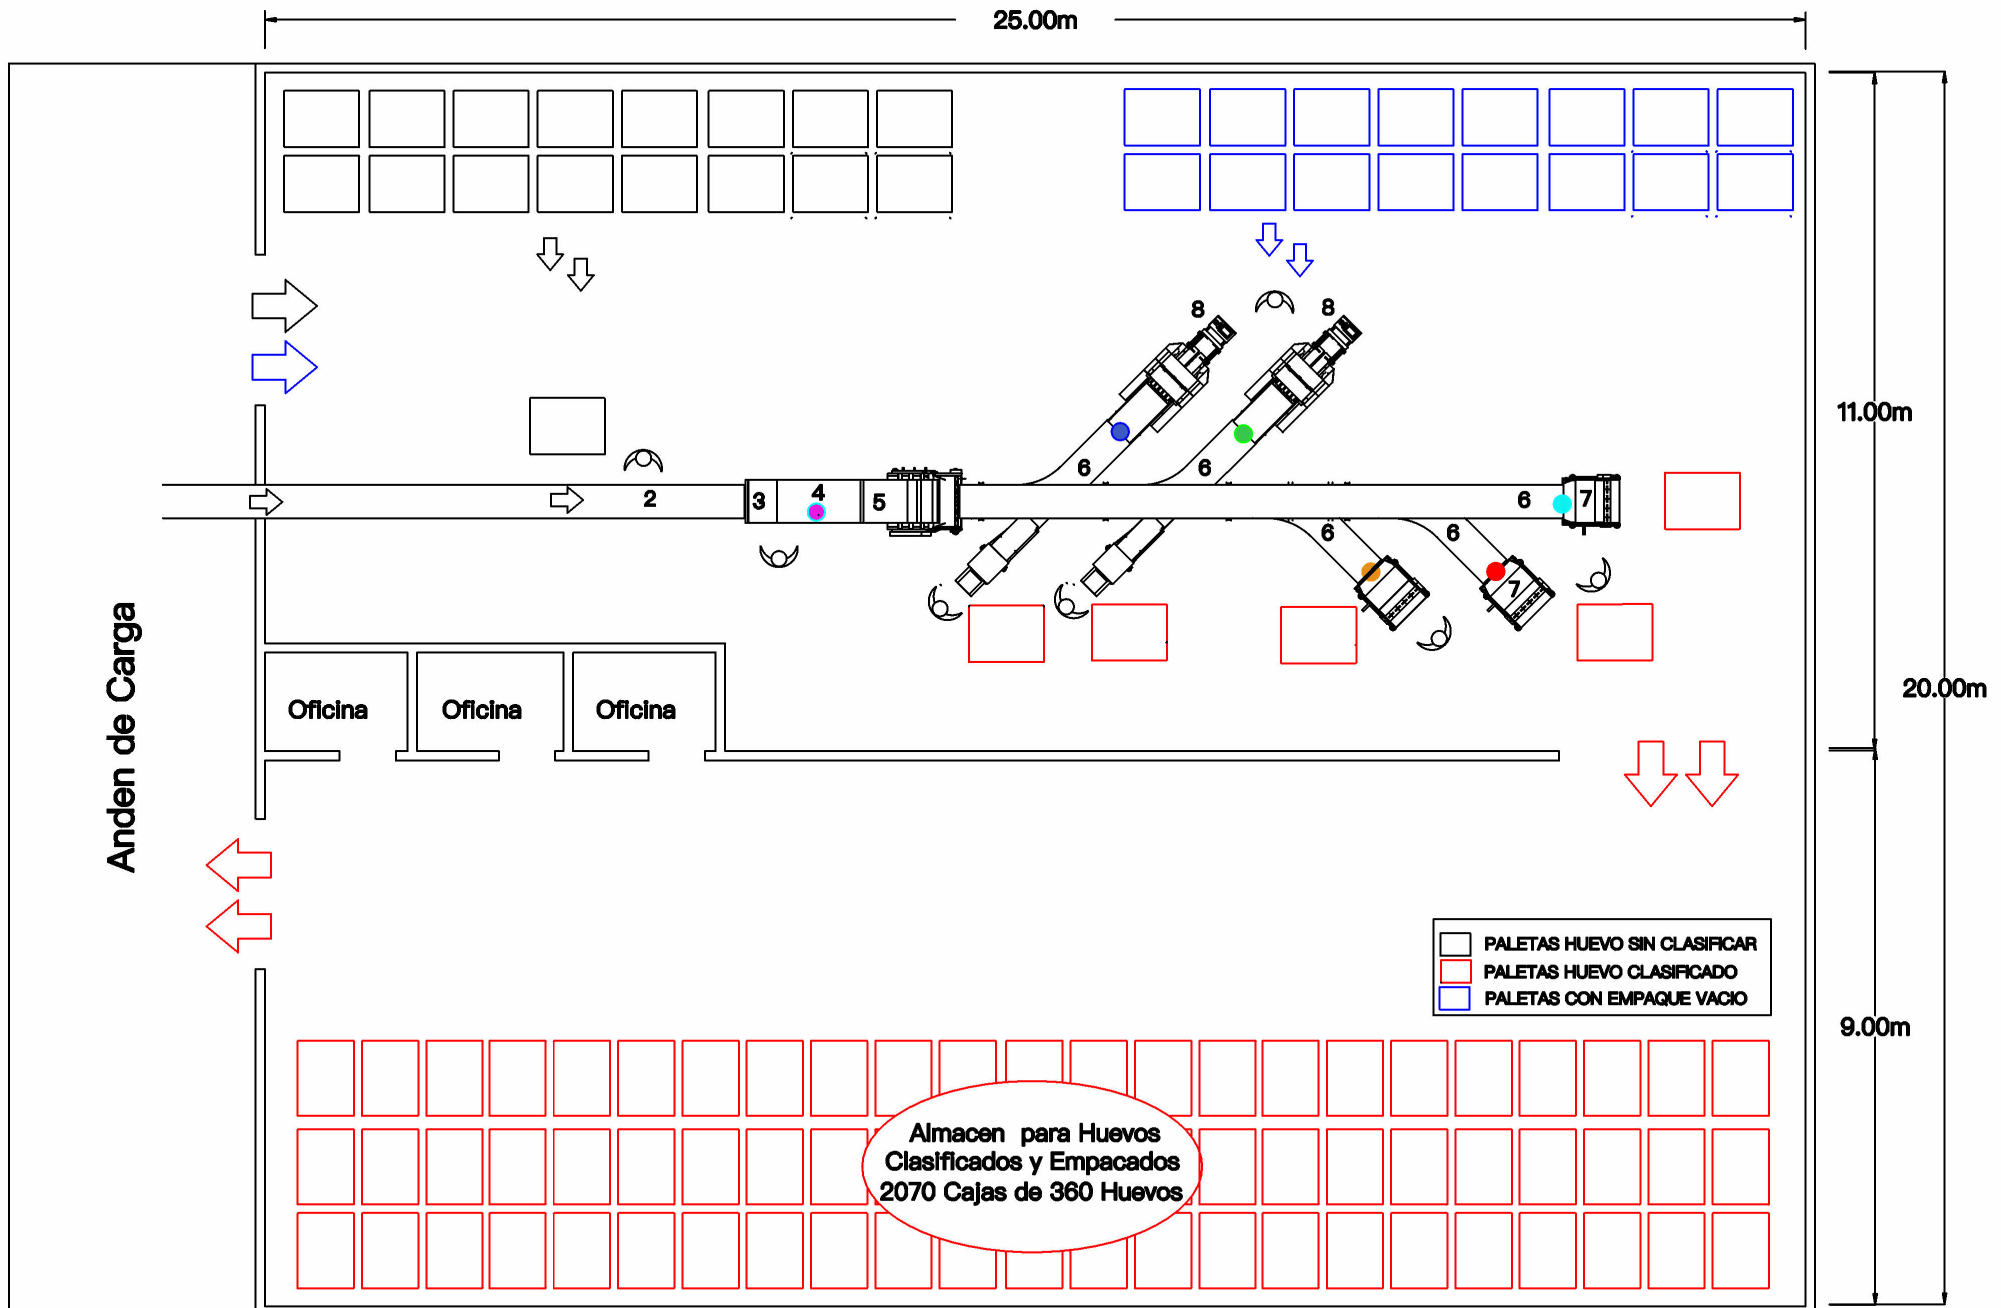 25.00m
8
8
11.00m
6
6
2
3
4
5
6
7
6
6
7
Anden de Carga
Oficina
Oficina
Oficina
20.00m
PALETAS HUEVO SIN CLASIFICAR
PALETAS HUEVO CLASIFICADO
PALETAS CON EMPAQUE VACIO
9.00m
Almacen para Huevos
Clasificados y Empacados
2070 Cajas de 360 Huevos